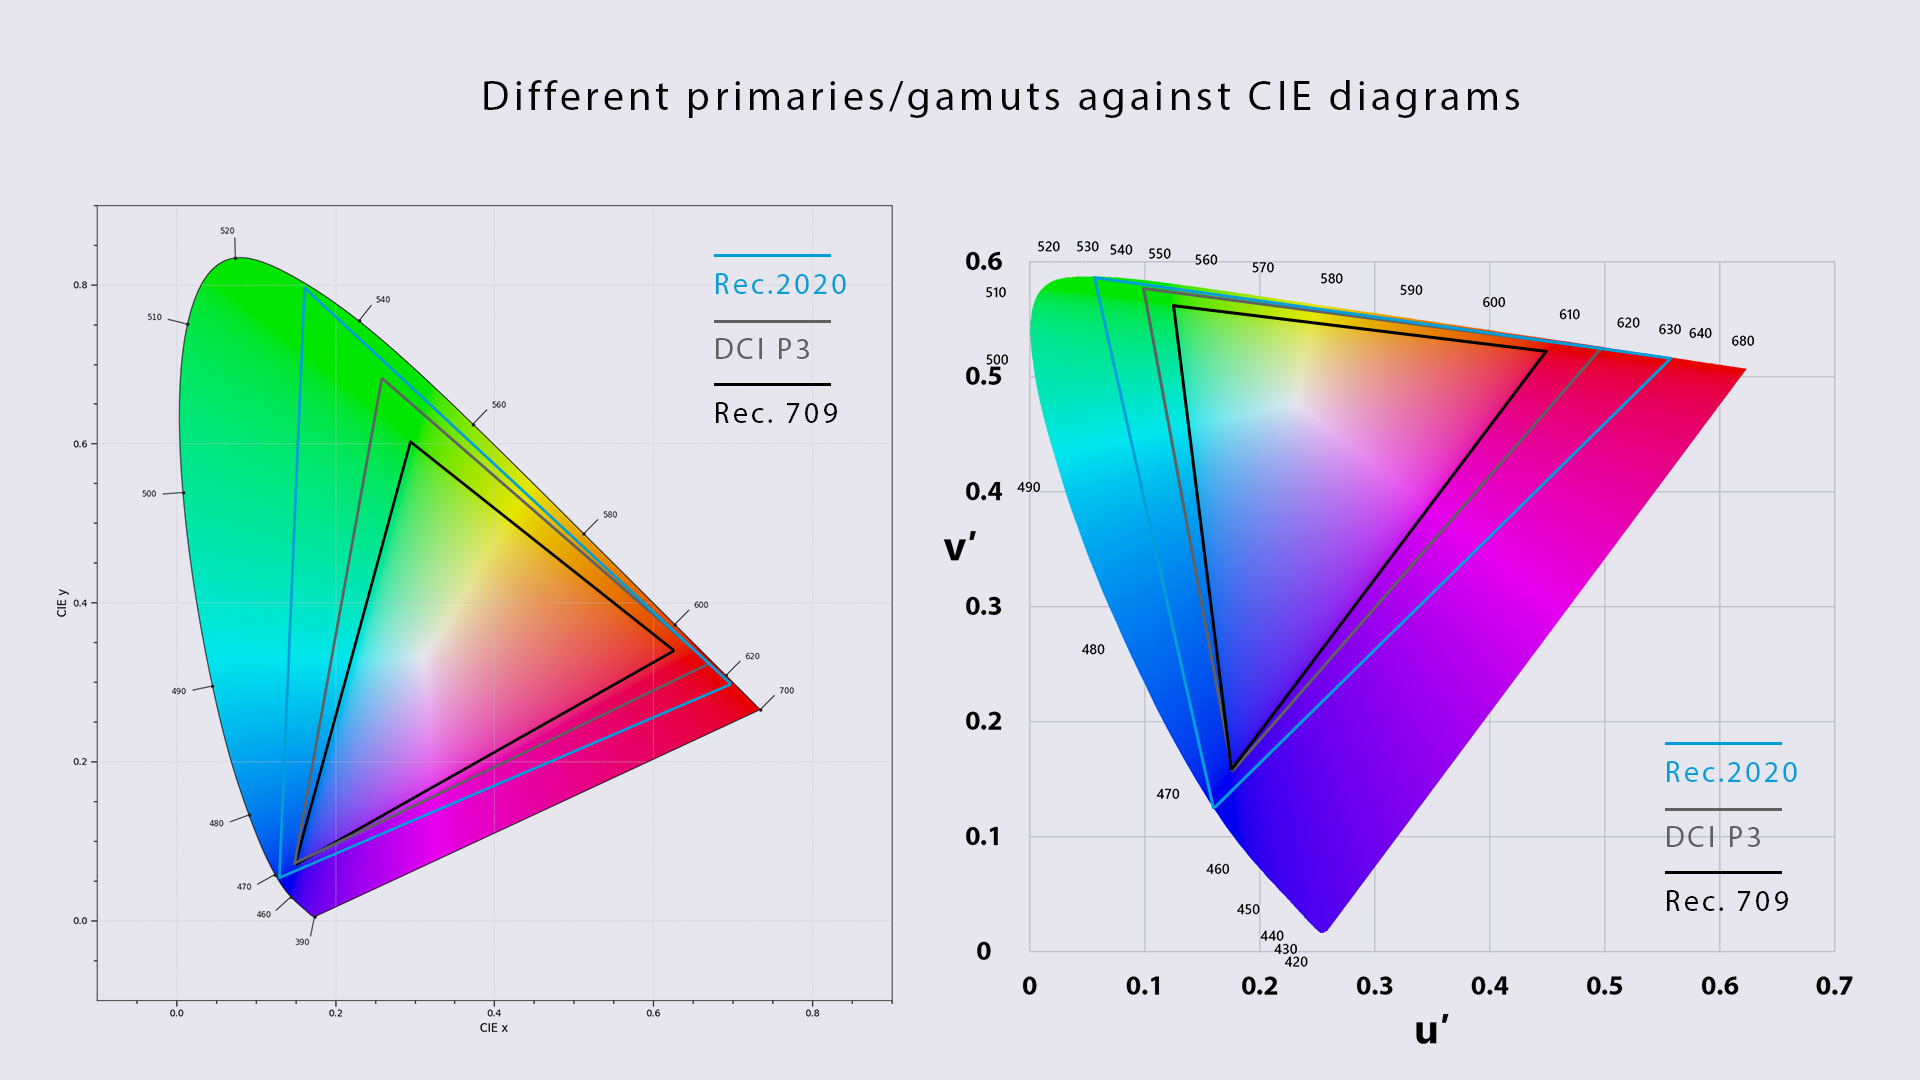 Different primaries/gamuts against CIE diagrams
520
540
510
560
500
580
600
620
490
700
480
470
460
390
0.8
0.6
0.4
0.2
0.0
CIE y
0.0 0.2 0.4 0.6 0.8
CIE x
Rec.2020
DCI P3
Rec. 709
520 530 540 550 560 570 580 590 600 610 620 630 640 680
510
500
490
480
470
460
450
440
430
420
0.6
0.5
0.4
v′
0.3
0.2
0.1
0
0 0.1 0.2 0.3 0.4 0.5 0.6 0.7
u′
Rec.2020
DCI P3
Rec. 709